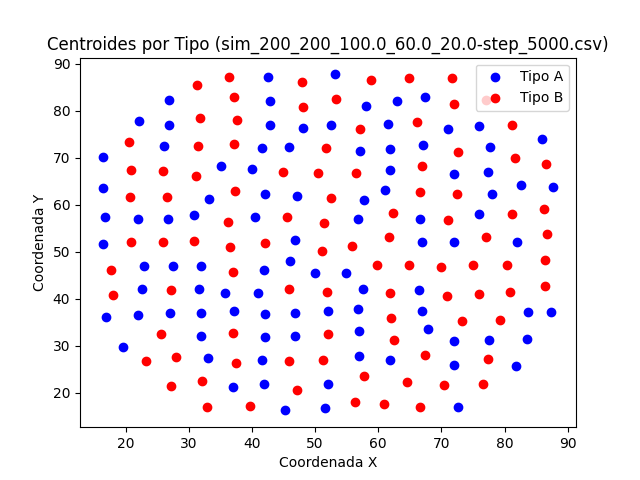 Centroides por Tipo (sim_200_200_100.0_60.0_20.0-step_5000.csv)
Tipo A
Tipo B
90
80
70
60
50
40
30
20
Coordenada Y
20 30 40 50 60 70 80 90
Coordenada X